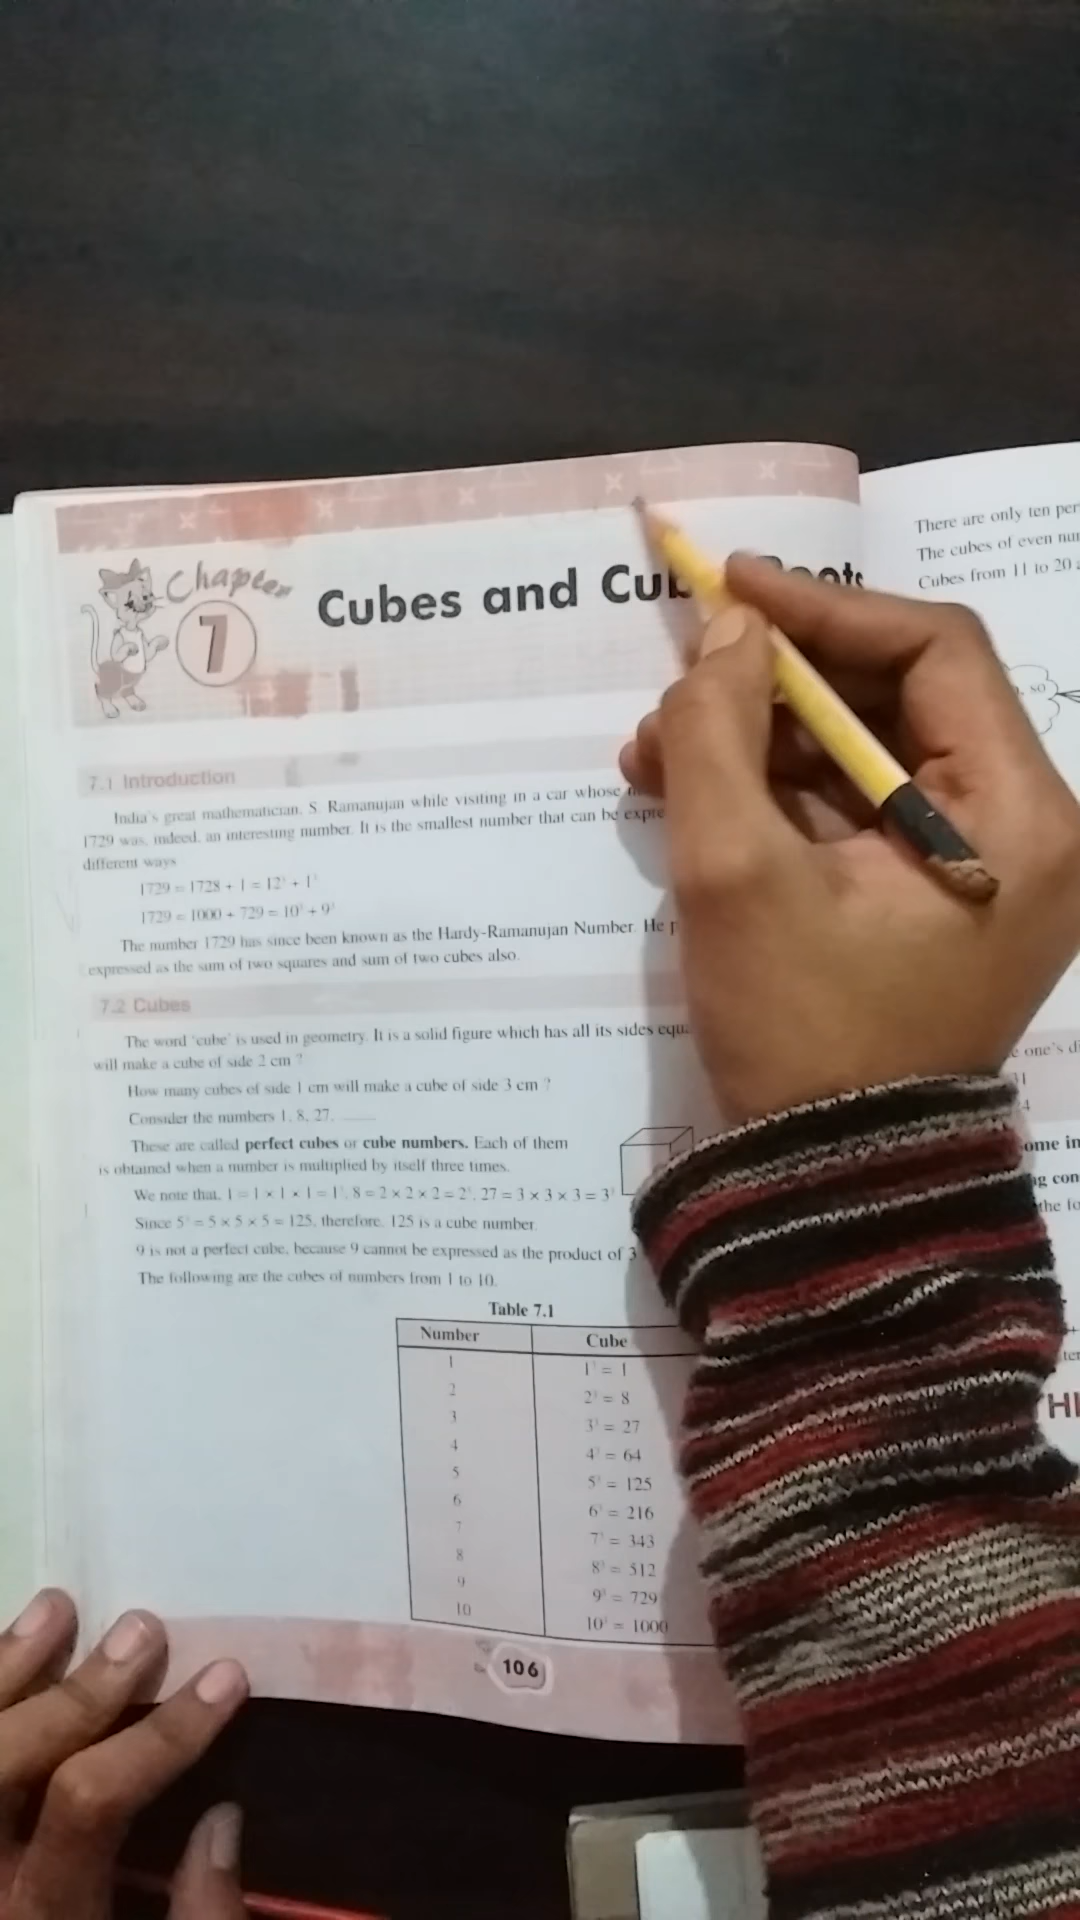 Chapter
7
Cubes and Cub Roots
7.1 Introduction
India's great mathematician, S. Ramanujan while visiting in a car whose
1729 was, indeed, an interesting number. It is the smallest number that can be expre
different ways
1729 = 1728 + 1 = 12³ + 1³
1729 = 1000 + 729 = 10³ + 9³
The number 1729 has since been known as the Hardy-Ramanujan Number. He p
expressed as the sum of two squares and sum of two cubes also.
7.2 Cubes
The word 'cube' is used in geometry. It is a solid figure which has all its sides equa
will make a cube of side 2 cm ?
How many cubes of side 1 cm will make a cube of side 3 cm ?
Consider the numbers 1, 8, 27, ........
These are called perfect cubes or cube numbers. Each of them
is obtained when a number is multiplied by itself three times.
We note that, 1 = 1 × 1 × 1 = 1³, 8 = 2 × 2 × 2 = 2³, 27 = 3 × 3 × 3 = 3³
Since 5³ = 5 × 5 × 5 = 125, therefore, 125 is a cube number.
9 is not a perfect cube, because 9 cannot be expressed as the product of 3
The following are the cubes of numbers from 1 to 10.
Table 7.1
Number Cube
1 1³ = 1
2 2³ = 8
3 3³ = 27
4 4³ = 64
5 5³ = 125
6 6³ = 216
7 7³ = 343
8 8³ = 512
9 9³ = 729
10 10³ = 1000
106
There are only ten per
The cubes of even nu
Cubes from 11 to 20
so
one's di
ome in
g con
the fo
THI